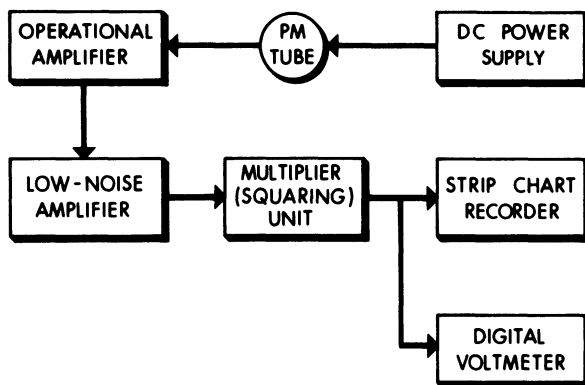 OPERATIONAL
AMPLIFIER
PM
TUBE
DC POWER
SUPPLY
LOW-NOISE
AMPLIFIER
MULTIPLIER
(SQUARING)
UNIT
STRIP CHART
RECORDER
DIGITAL
VOLTMETER